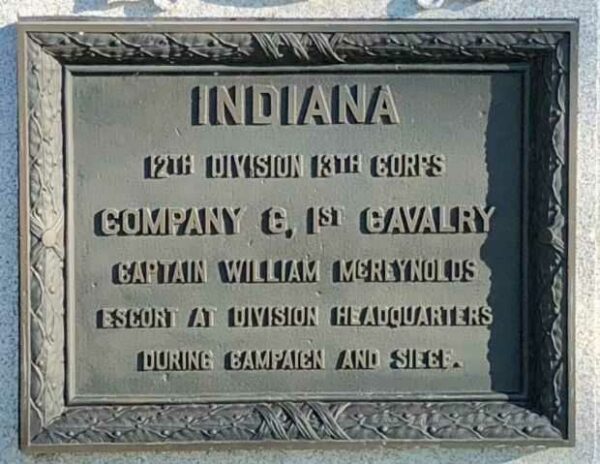 INDIANA
12TH DIVISION 13TH CORPS
COMPANY C, 1ST CAVALRY
CAPTAIN WILLIAM MCREYNOLDS
ESCORT AT DIVISION HEADQUARTERS
DURING CAMPAIGN AND SIEGE.